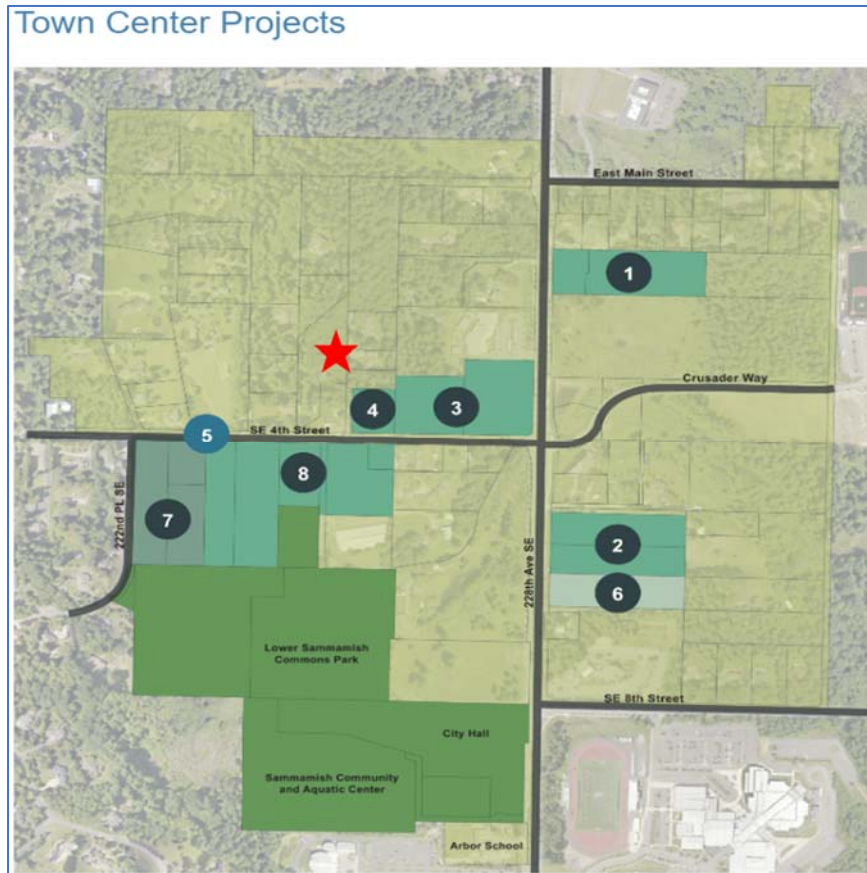 Town Center Projects
East Main Street
1
Crusader Way
4
3
5
SE 4th Street
8
222nd PL SE
7
2
228th Ave SE
6
Lower Sammamish
Commons Park
SE 8th Street
City Hall
Sammamish Community
and Aquatic Center
Arbor School